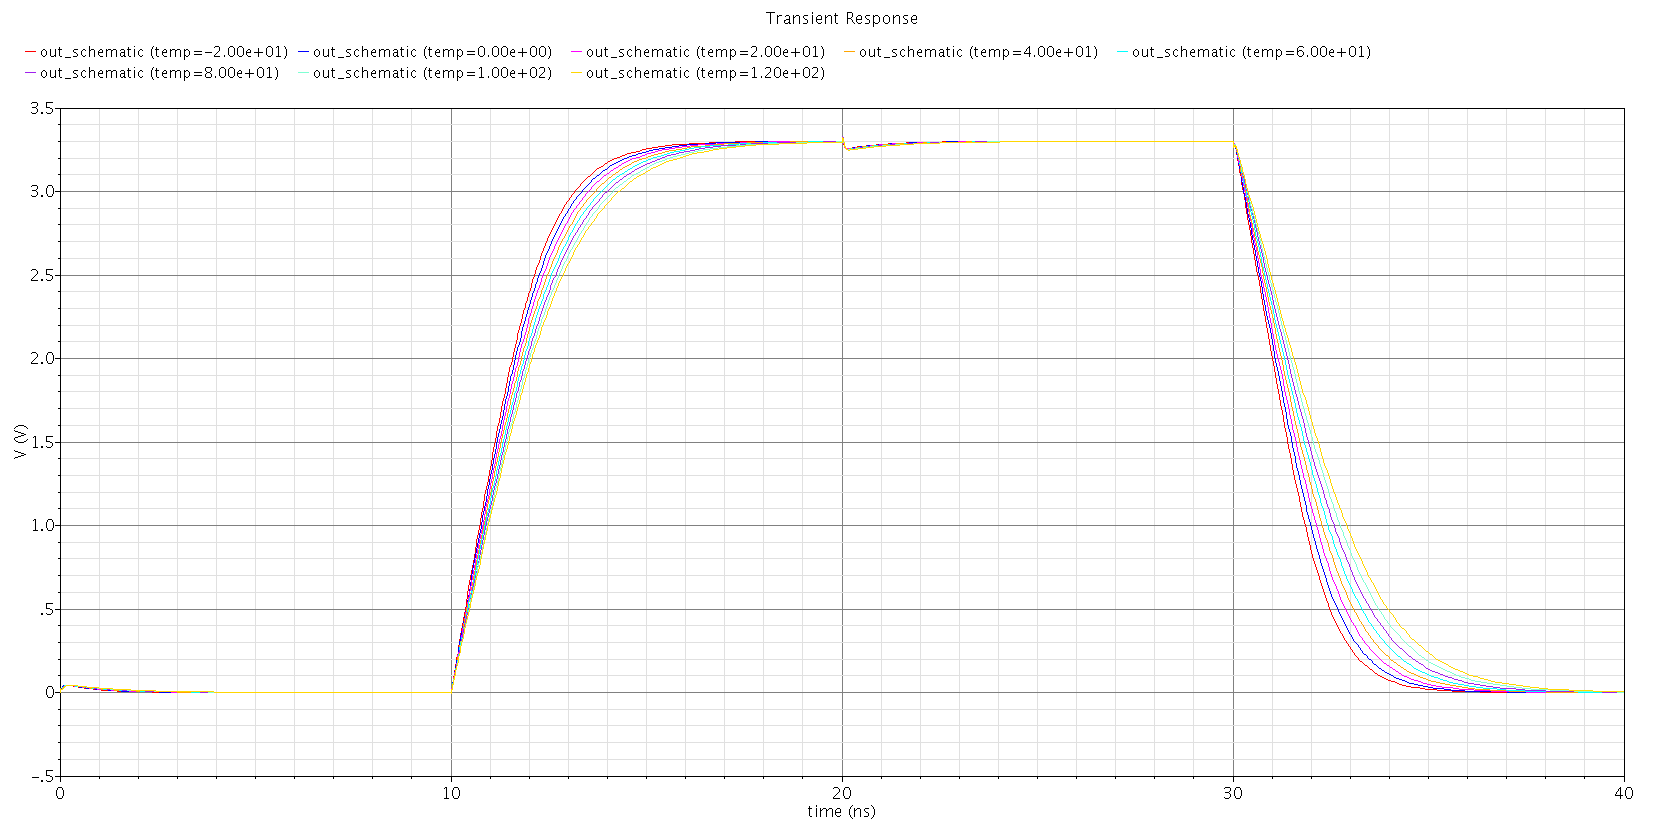 Transient Response
out_schematic (temp=-2.00e+01) out_schematic (temp=0.00e+00) out_schematic (temp=2.00e+01) out_schematic (temp=4.00e+01) out_schematic (temp=6.00e+01)
out_schematic (temp=8.00e+01) out_schematic (temp=1.00e+02) out_schematic (temp=1.20e+02)
3.5
3.0
2.5
2.0
V (V)
1.5
1.0
.5
0
-.5
0 10 20 30 40
time (ns)